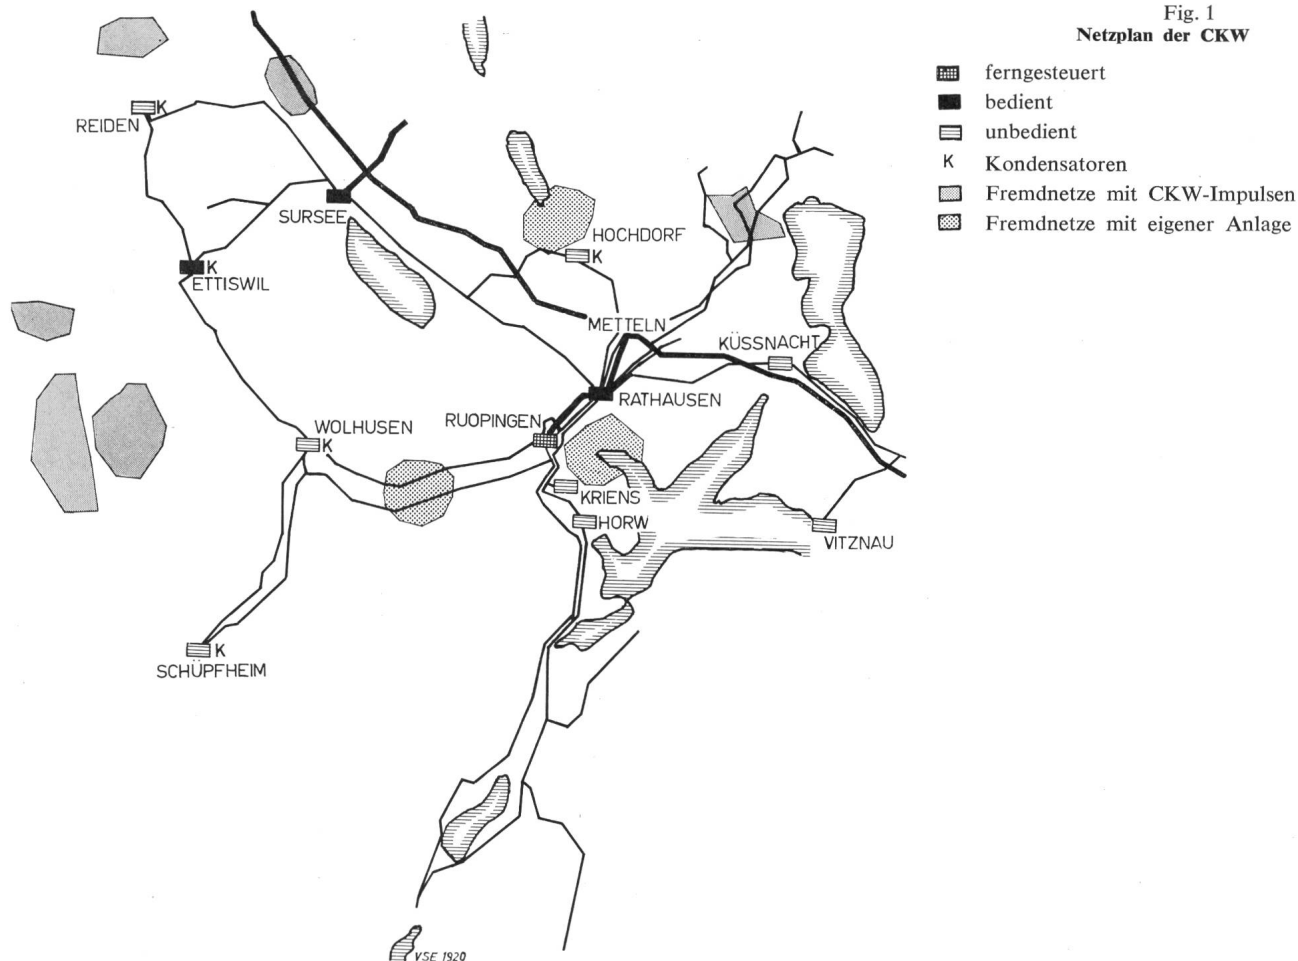 Fig. 1
Netzplan der CKW
ferngesteuert
bedient
unbedient
K Kondensatoren
Fremdnetze mit CKW-Impulsen
Fremdnetze mit eigener Anlage
K
REIDEN
SURSEE
HOCHDORF
K
K
ETTISWIL
METTELN
KÜSSNACHT
RATHAUSEN
RUOPINGEN
WOLHUSEN
K
KRIENS
HORW
VITZNAU
K
SCHÜPFHEIM
VSE 1920